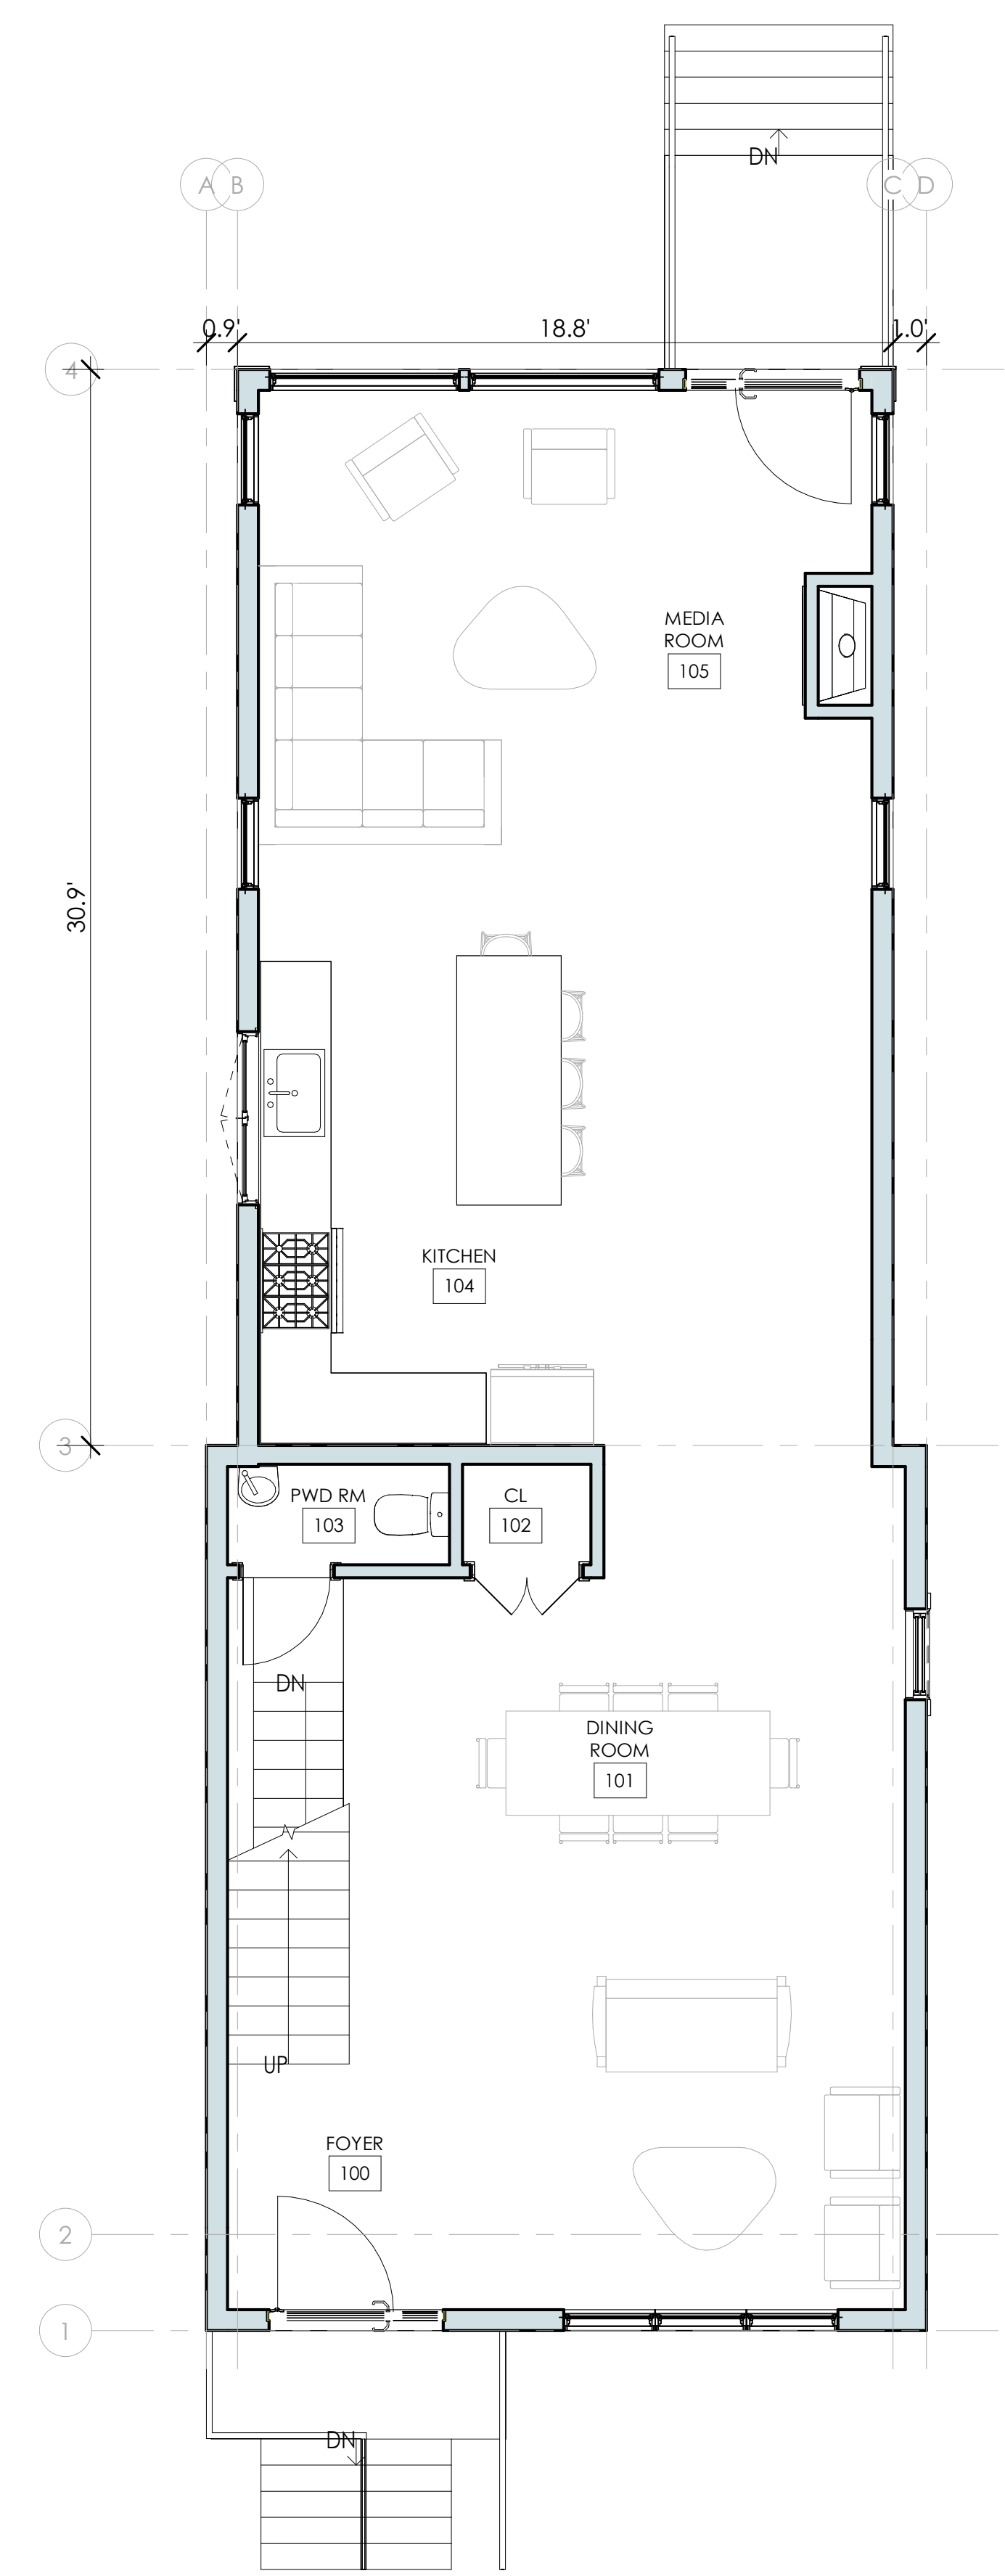 DN
A
B
C
D
0.9'
18.8'
1.0'
4
MEDIA
ROOM
105
30.9'
KITCHEN
104
3
PWD RM
103
CL
102
DN
DINING
ROOM
101
UP
FOYER
100
2
1
DN